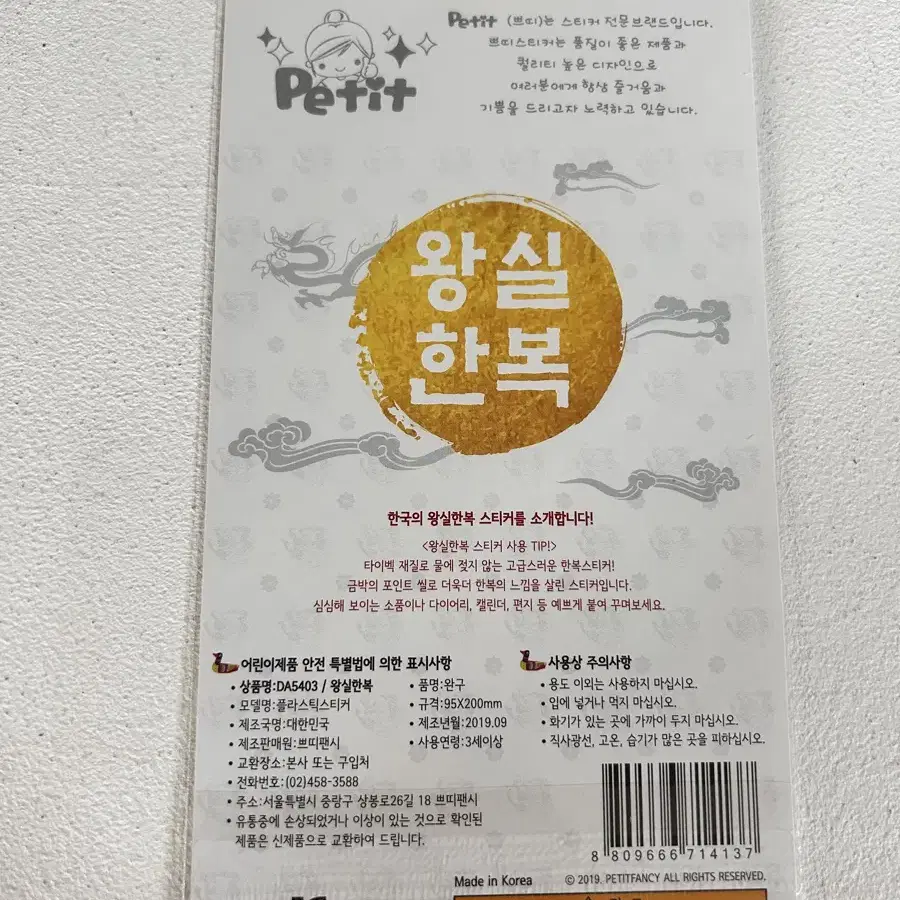 Petit
Petit (쁘띠)는 스티커 전문브랜드입니다.
쁘띠스티커는 품질이 좋은 제품과
퀄리티 높은 디자인으로
여러분에게 항상 즐거움과
기쁨을 드리고자 노력하고 있습니다.
왕실
한복
한국의 왕실한복 스티커를 소개합니다!
<왕실한복 스티커 사용 TIP!>
타이벡 재질로 물에 젖지 않는 고급스러운 한복스티커!
금박의 포인트 씰로 더욱더 한복의 느낌을 살린 스티커입니다.
심심해 보이는 소품이나 다이어리, 캘린더, 편지 등 예쁘게 붙여 꾸며보세요.
어린이제품 안전 특별법에 의한 표시사항
• 상품명:DA5403 / 왕실한복
• 품명:완구
• 모델명:플라스틱스티커
• 규격:95X200mm
• 제조국명:대한민국
• 제조년월:2019.09
• 제조판매원:쁘띠팬시
• 사용연령:3세이상
• 교환장소:본사 또는 구입처
• 전화번호:(02)458-3588
• 주소:서울특별시 중랑구 상봉로26길 18 쁘띠팬시
• 유통중에 손상되었거나 이상이 있는 것으로 확인된
제품은 신제품으로 교환하여 드립니다.
사용상 주의사항
• 용도 이외는 사용하지 마십시오.
• 입에 넣거나 먹지 마십시오.
• 화기가 있는 곳에 가까이 두지 마십시오.
• 직사광선, 고온, 습기가 많은 곳을 피하십시오.
8 809666 714137
Made in Korea
© 2019. PETITFANCY ALL RIGHTS RESERVED.